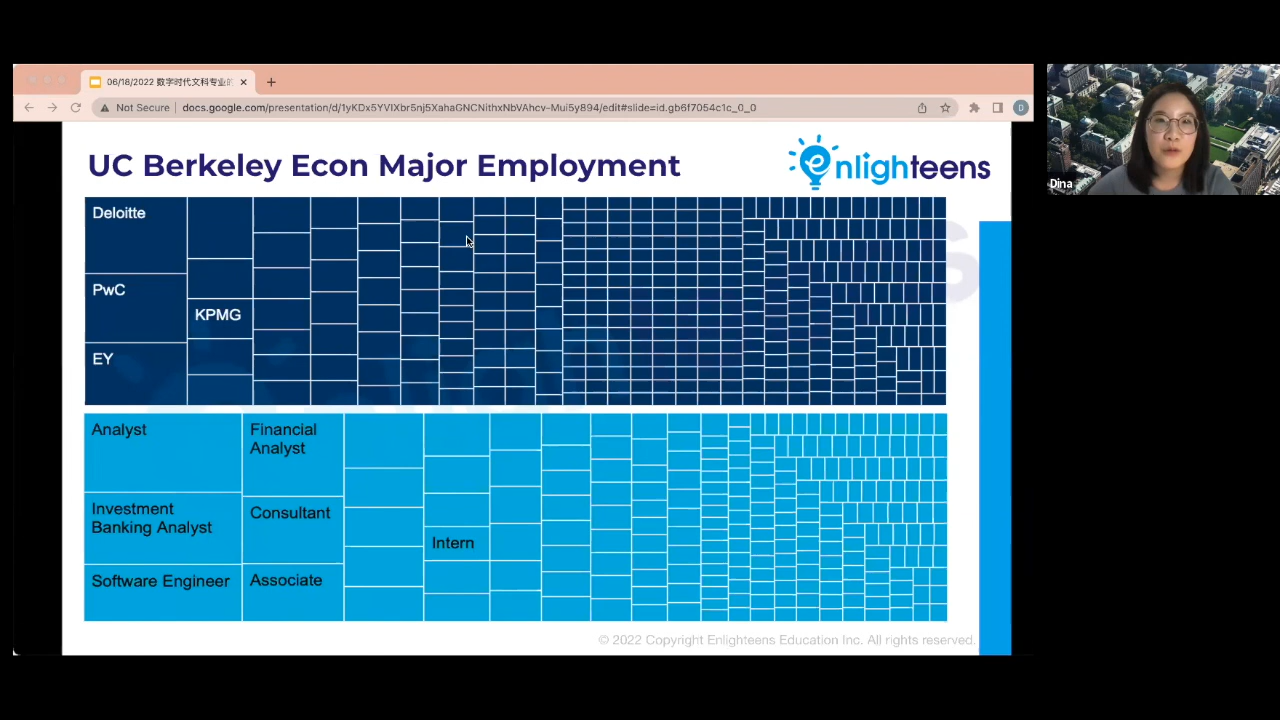 06/18/2022 数字时代文科专业的
Not Secure
docs.google.com/presentation/d/1yKDx5YVIXbr5nj5XahaGNCNithxNbVAhcv-Mui5y894/edit#slide=id.gb6f7054c1c_0_0
D
UC Berkeley Econ Major Employment
enlighteens
Dina
Deloitte
PwC
KPMG
EY
Analyst
Financial
Analyst
Investment
Banking Analyst
Consultant
Intern
Software Engineer
Associate
© 2022 Copyright Enlighteens Education Inc. All rights reserved.